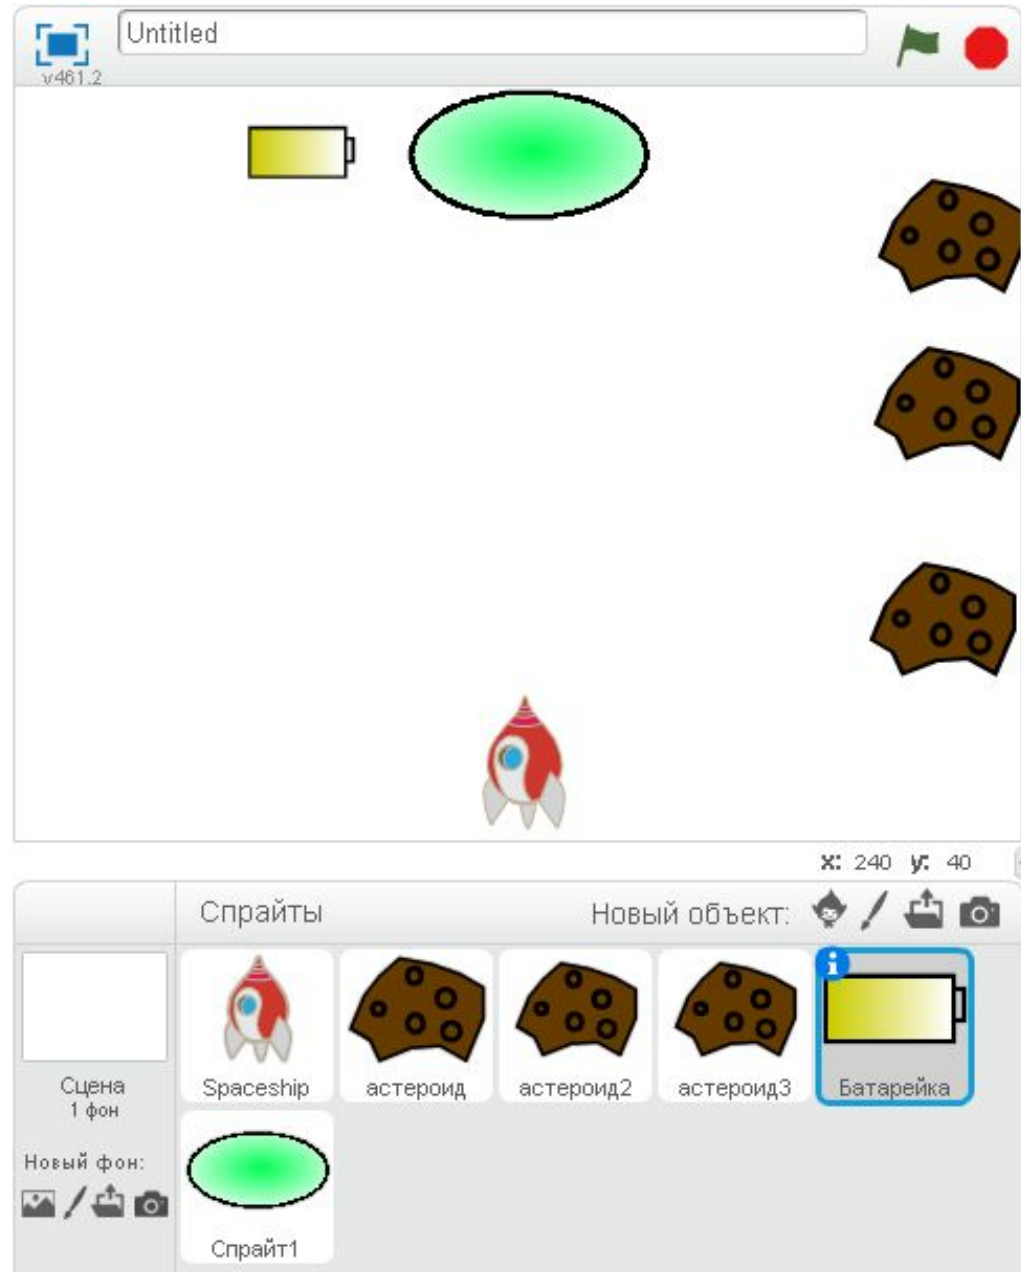 Untitled
v461.2
x: 240 y: 40
Спрайты
Новый объект:
Сцена
1 фон
Новый фон:
Spaceship
астероид
астероид2
астероид3
Батарейка
Спрайт1